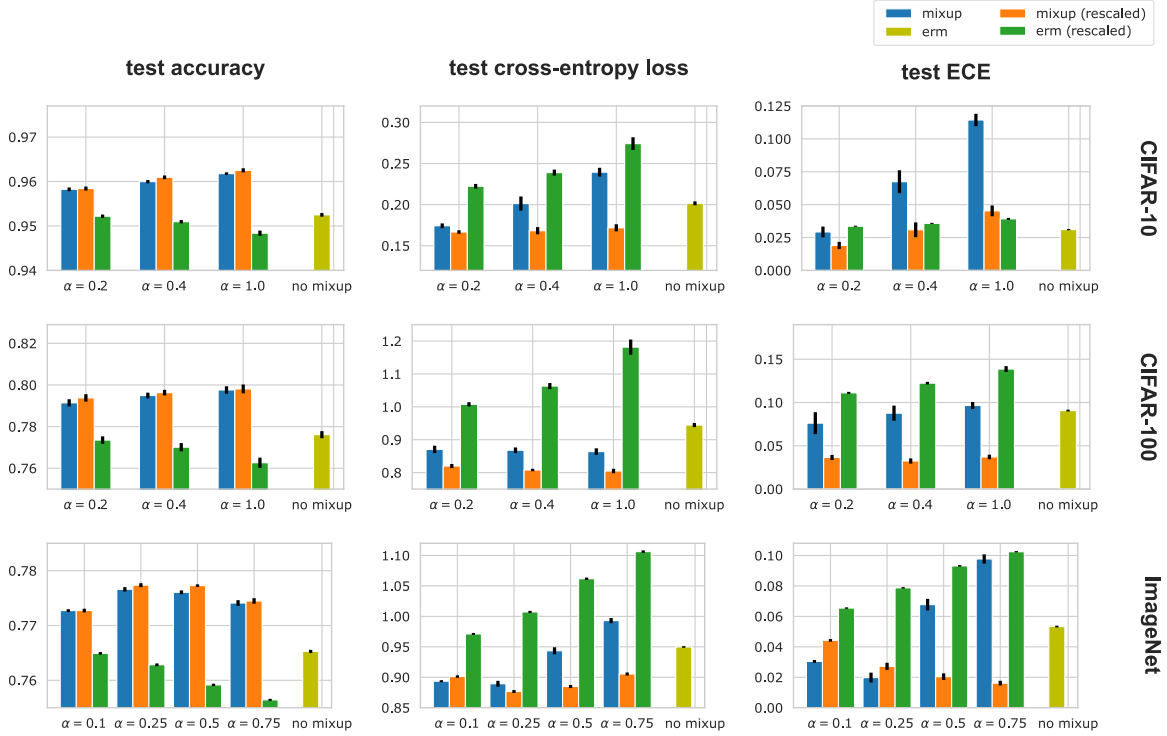 mixup
mixup (rescaled)
erm
erm (rescaled)
test accuracy
test cross-entropy loss
test ECE
0.97
0.96
0.95
0.94
α = 0.2
α = 0.4
α = 1.0
no mixup
0.30
0.25
0.20
0.15
α = 0.2
α = 0.4
α = 1.0
no mixup
0.125
0.100
0.075
0.050
0.025
0.000
α = 0.2
α = 0.4
α = 1.0
no mixup
CIFAR-10
0.82
0.80
0.78
0.76
α = 0.2
α = 0.4
α = 1.0
no mixup
1.2
1.1
1.0
0.9
0.8
α = 0.2
α = 0.4
α = 1.0
no mixup
0.15
0.10
0.05
0.00
α = 0.2
α = 0.4
α = 1.0
no mixup
CIFAR-100
0.78
0.77
0.76
α = 0.1
α = 0.25
α = 0.5
α = 0.75
no mixup
1.10
1.05
1.00
0.95
0.90
0.85
α = 0.1
α = 0.25
α = 0.5
α = 0.75
no mixup
0.10
0.08
0.06
0.04
0.02
0.00
α = 0.1
α = 0.25
α = 0.5
α = 0.75
no mixup
ImageNet